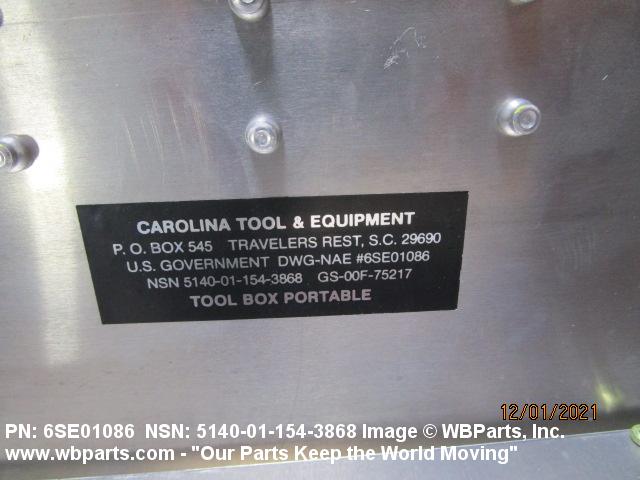 CAROLINA TOOL & EQUIPMENT
P. O. BOX 545 TRAVELERS REST, S.C. 29690
U.S. GOVERNMENT DWG-NAE #6SE01086
NSN 5140-01-154-3868 GS-00F-75217
TOOL BOX PORTABLE
12/01/2021
PN: 6SE01086 NSN: 5140-01-154-3868 Image © WBParts, Inc.
www.wbparts.com - "Our Parts Keep the World Moving"